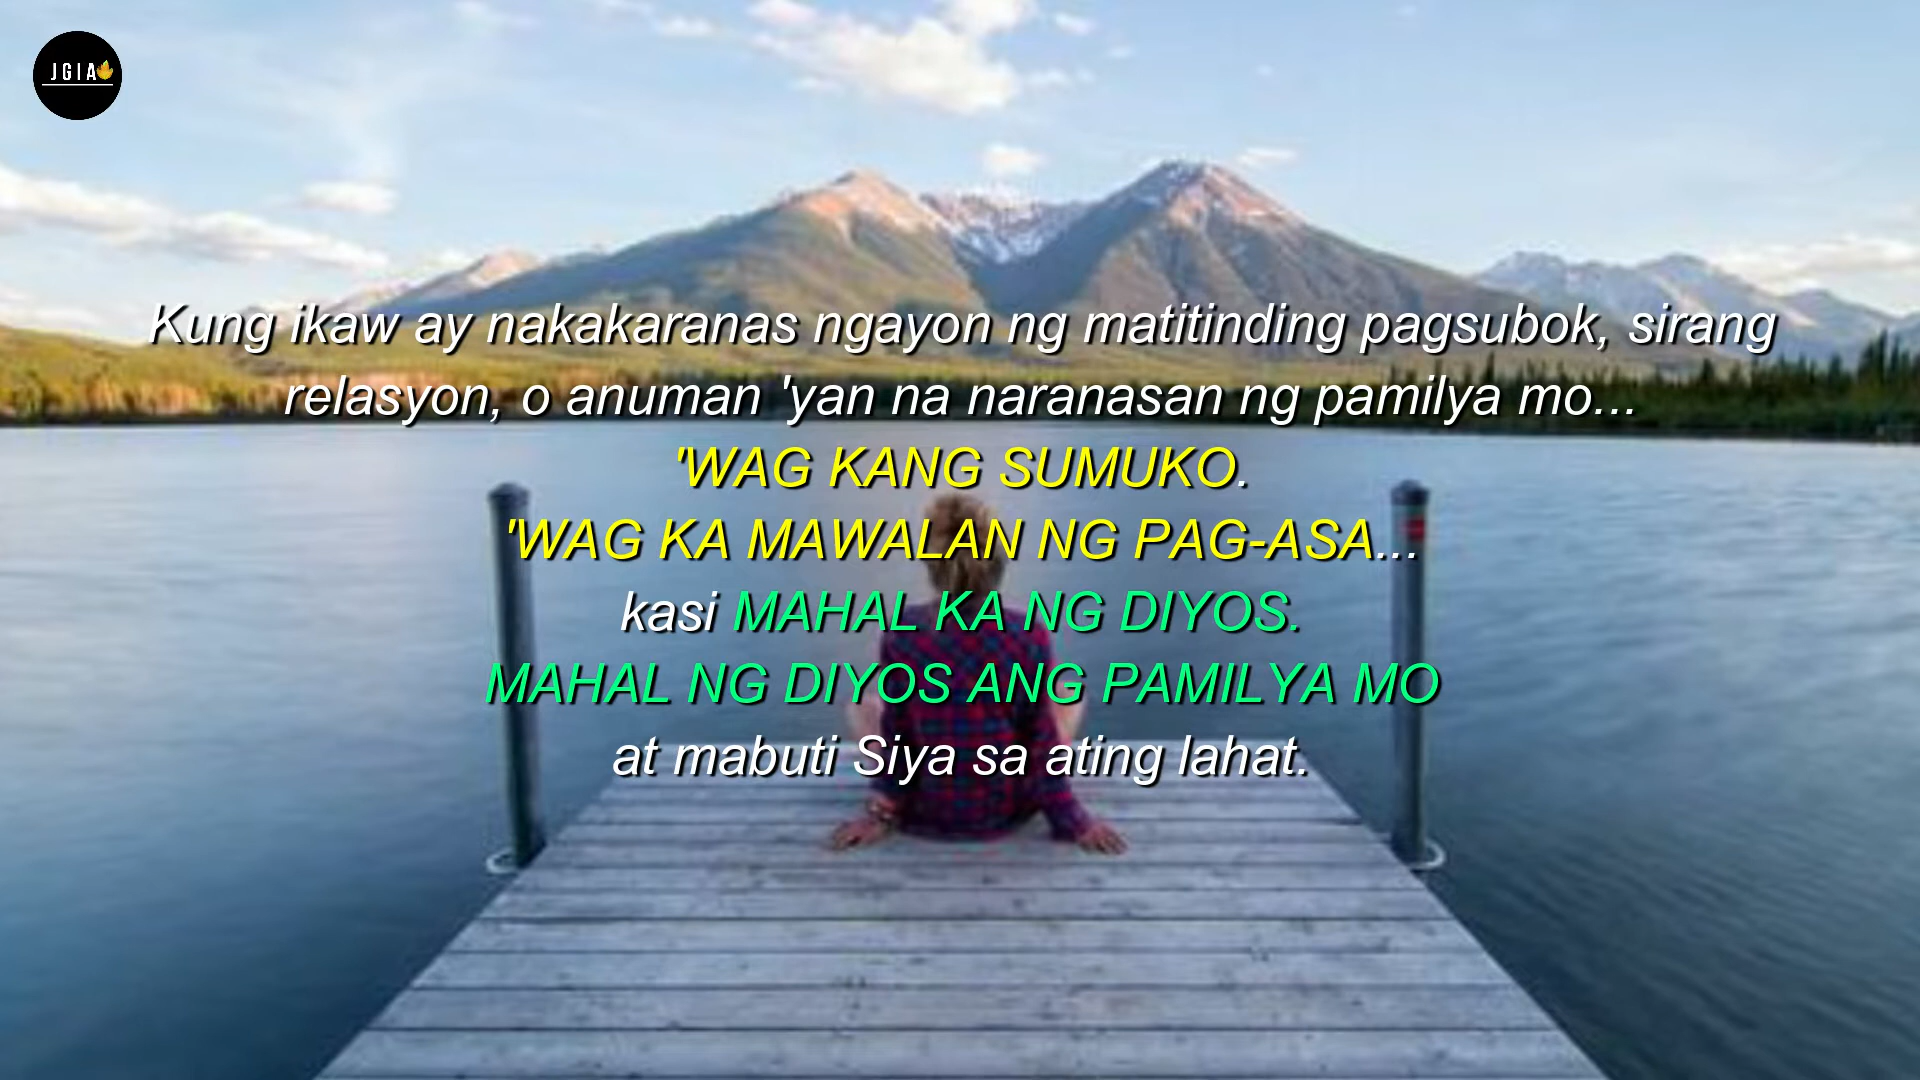 JGIA
Kung ikaw ay nakakaranas ngayon ng matitinding pagsubok, sirang
relasyon, o anuman 'yan na naranasan ng pamilya mo...
'WAG KANG SUMUKO.
'WAG KA MAWALAN NG PAG-ASA...
kasi MAHAL KA NG DIYOS.
MAHAL NG DIYOS ANG PAMILYA MO
at mabuti Siya sa ating lahat.